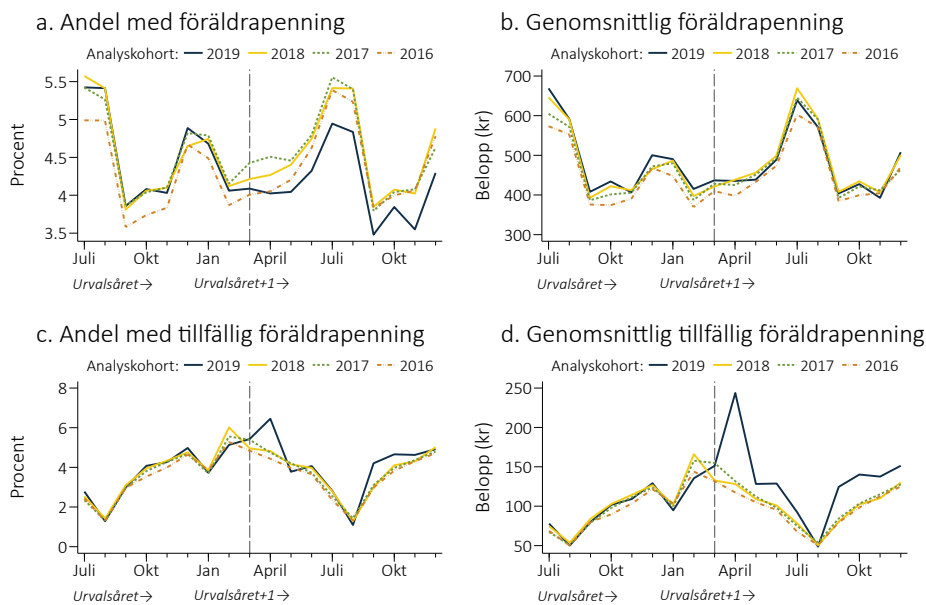 a. Andel med föräldrapenning
Analyskohort: 2019 2018 2017 2016
Procent
5.5
5
4.5
4
3.5
Juli Okt Jan April Juli Okt
Urvalsåret→ Urvalsåret+1→
b. Genomsnittlig föräldrapenning
Analyskohort: 2019 2018 2017 2016
Belopp (kr)
700
600
500
400
300
Juli Okt Jan April Juli Okt
Urvalsåret→ Urvalsåret+1→
c. Andel med tillfällig föräldrapenning
Analyskohort: 2019 2018 2017 2016
Procent
8
6
4
2
0
Juli Okt Jan April Juli Okt
Urvalsåret→ Urvalsåret+1→
d. Genomsnittlig tillfällig föräldrapenning
Analyskohort: 2019 2018 2017 2016
Belopp (kr)
250
200
150
100
50
Juli Okt Jan April Juli Okt
Urvalsåret→ Urvalsåret+1→